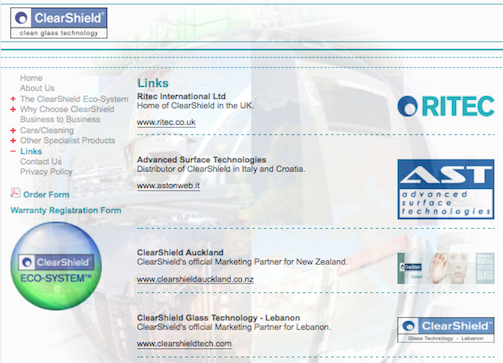 ClearShield®
clean glass technology
Home
About Us
The ClearShield Eco-System
Why Choose ClearShield
Business to Business
Care/Cleaning
Other Specialist Products
Links
Contact Us
Privacy Policy
Order Form
Warranty Registration Form
ClearShield®
ECO-SYSTEM™
Links
Ritec International Ltd
Home of ClearShield in the UK.
www.ritec.co.uk
RITEC
Advanced Surface Technologies
Distributor of ClearShield in Italy and Croatia.
www.astonweb.it
AST
advanced
surface
technologies
ClearShield Auckland
ClearShield's official Marketing Partner for New Zealand.
www.clearshieldauckland.co.nz
ClearShield Glass Technology - Lebanon
ClearShield's official Marketing Partner for Lebanon.
www.clearshieldtech.com
ClearShield®
Glass Technology - Lebanon